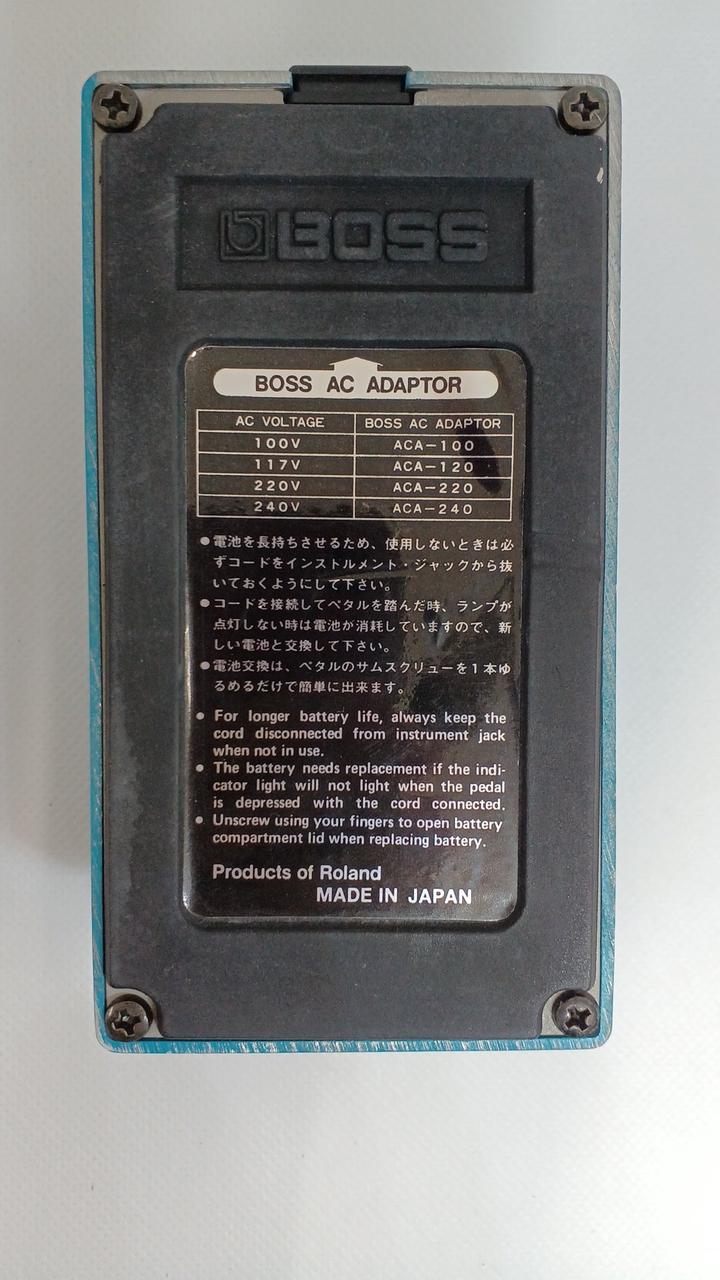 BOSS
BOSS AC ADAPTOR
AC VOLTAGE BOSS AC ADAPTOR
100V ACA-100
117V ACA-120
220V ACA-220
240V ACA-240
●電池を長持ちさせるため、使用しないときは必
ずコードをインストルメント・ジャックから抜
いておくようにして下さい。
●コードを接続してペタルを踏んだ時、ランプが
点灯しない時は電池が消耗していますので、新
しい電池と交換して下さい。
●電池交換は、ペタルのサムスクリューを1本ゆ
るめるだけで簡単に出来ます。
● For longer battery life, always keep the
cord disconnected from instrument jack
when not in use.
● The battery needs replacement if the indi-
cator light will not light when the pedal
is depressed with the cord connected.
● Unscrew using your fingers to open battery
compartment lid when replacing battery.
Products of Roland
MADE IN JAPAN